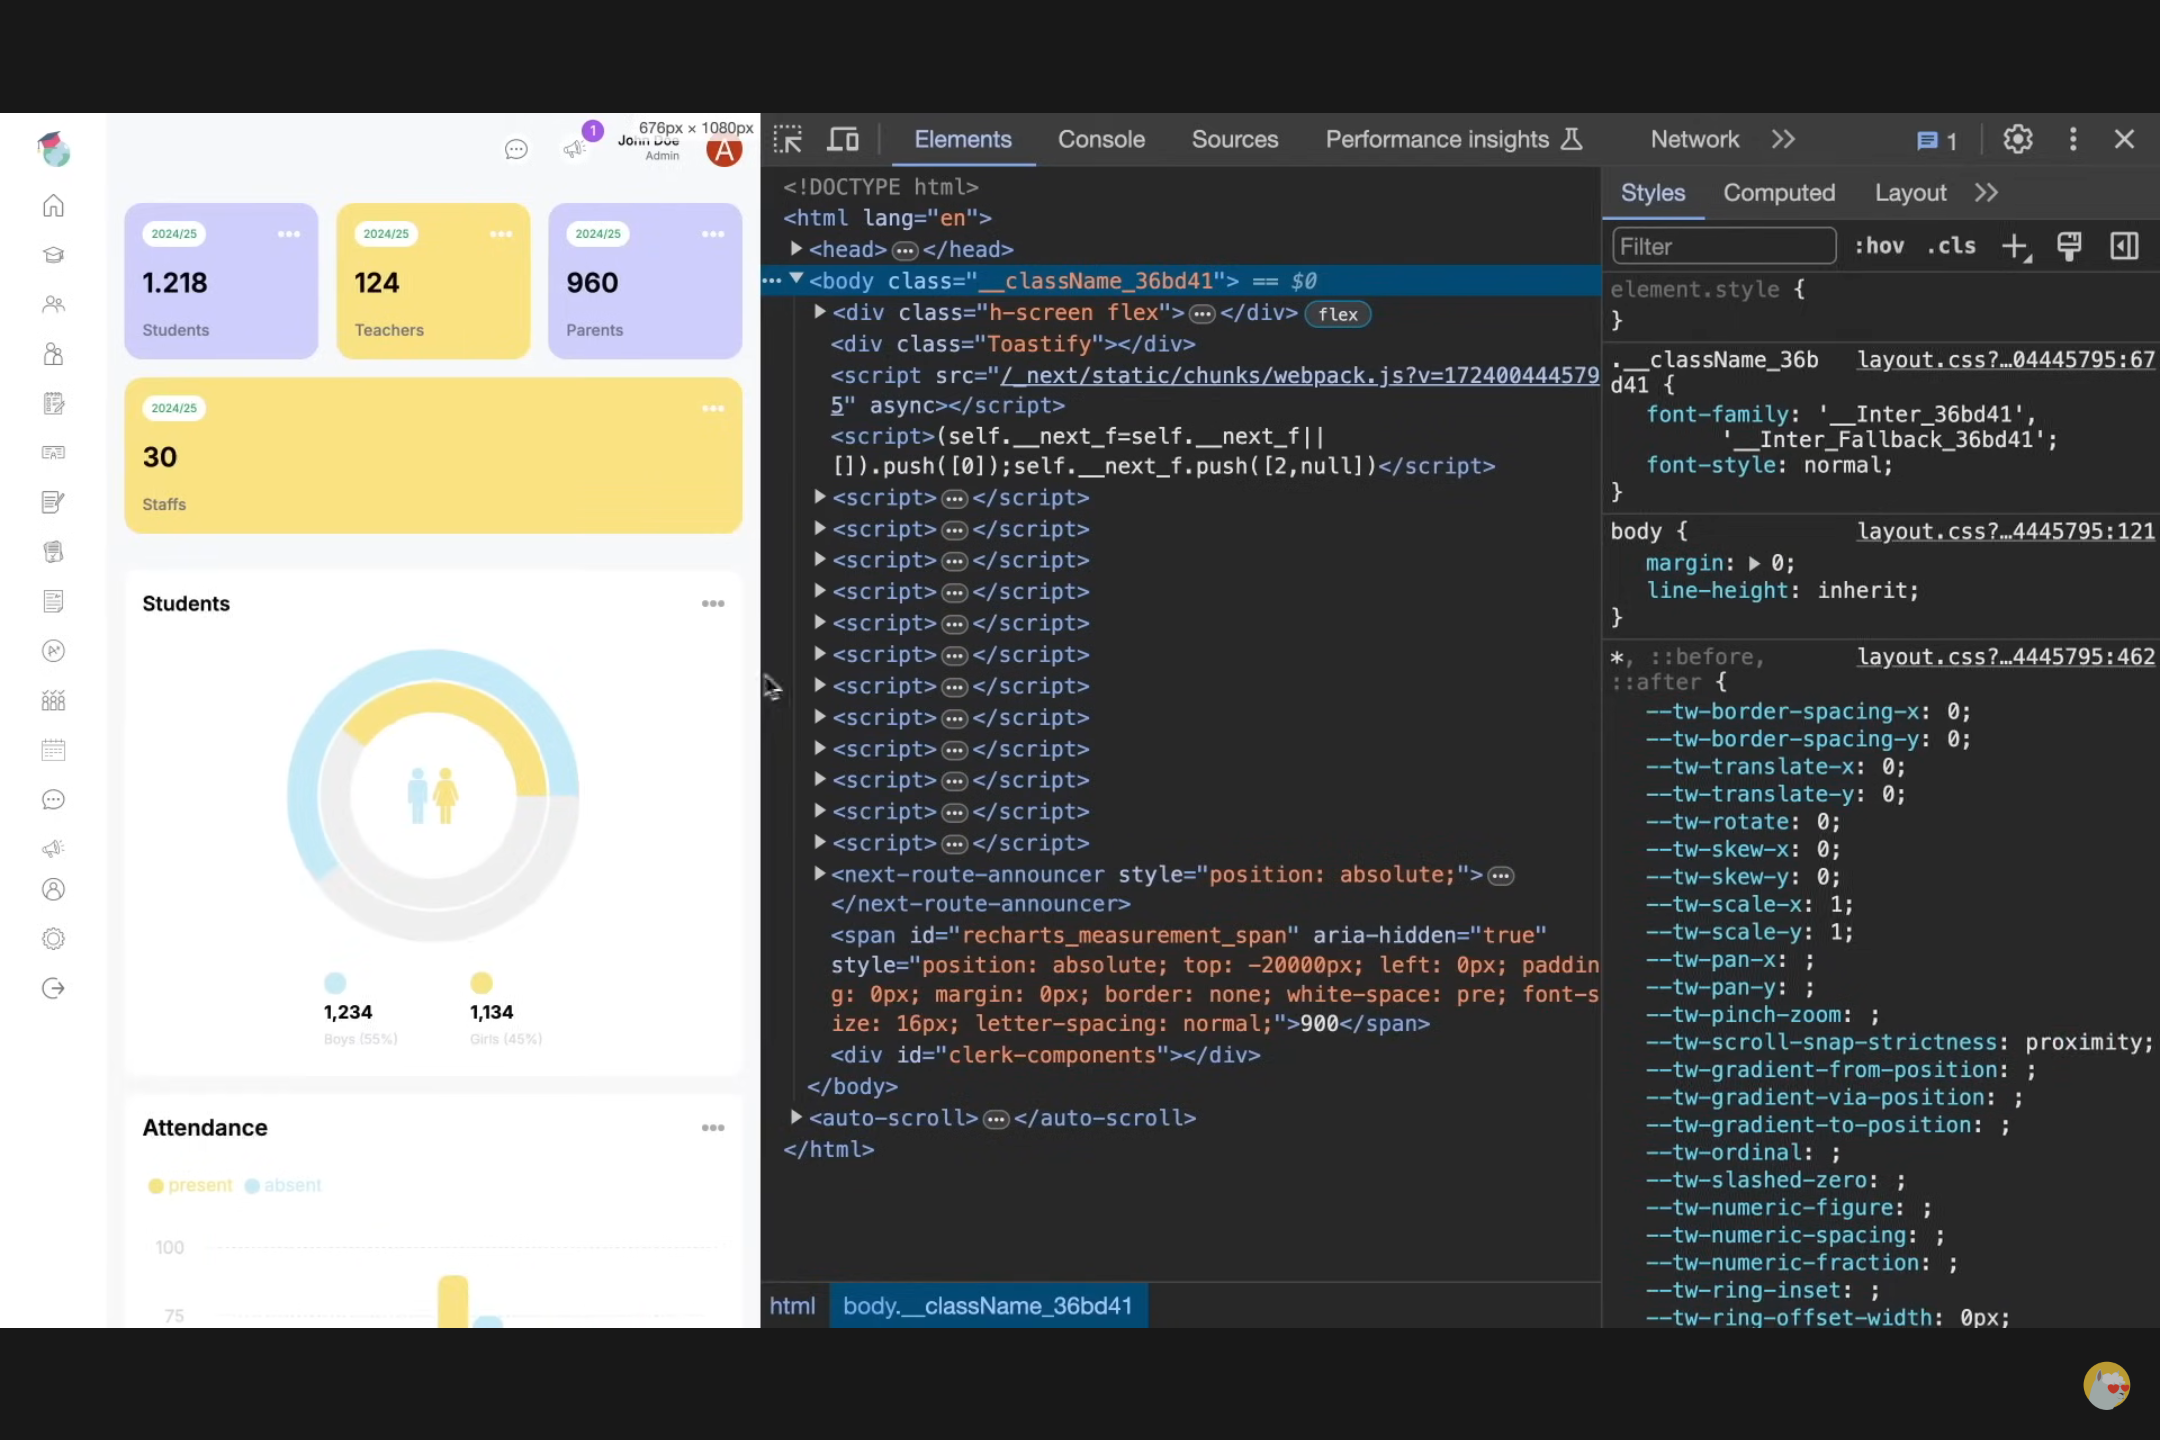 1
676px × 1080px
John Doe
Admin
A
2024/25
1.218
Students
2024/25
124
Teachers
2024/25
960
Parents
2024/25
30
Staffs
Students
1,234
Boys (55%)
1,134
Girls (45%)
Attendance
present absent
100
75
Elements Console Sources Performance insights Network 1
<!DOCTYPE html>
<html lang="en">
<head> </head>
<body class="__className_36bd41"> == $0
<div class="h-screen flex"> </div> flex
<div class="Toastify"></div>
<script src="/_next/static/chunks/webpack.js?v=172400444579
5" async></script>
<script>(self.__next_f=self.__next_f||
[]).push([0]);self.__next_f.push([2,null])</script>
<script> </script>
<script> </script>
<script> </script>
<script> </script>
<script> </script>
<script> </script>
<script> </script>
<script> </script>
<script> </script>
<script> </script>
<script> </script>
<script> </script>
<next-route-announcer style="position: absolute;">
</next-route-announcer>
<span id="recharts_measurement_span" aria-hidden="true"
style="position: absolute; top: -20000px; left: 0px; paddin
g: 0px; margin: 0px; border: none; white-space: pre; font-s
ize: 16px; letter-spacing: normal;">900</span>
<div id="clerk-components"></div>
</body>
<auto-scroll> </auto-scroll>
</html>
html body.__className_36bd41
Styles Computed Layout
Filter :hov .cls
element.style {
}
.__className_36b layout.css?…04445795:67
d41 {
font-family: '__Inter_36bd41',
'__Inter_Fallback_36bd41';
font-style: normal;
}
body { layout.css?…4445795:121
margin: 0;
line-height: inherit;
}
*, ::before, layout.css?…4445795:462
::after {
--tw-border-spacing-x: 0;
--tw-border-spacing-y: 0;
--tw-translate-x: 0;
--tw-translate-y: 0;
--tw-rotate: 0;
--tw-skew-x: 0;
--tw-skew-y: 0;
--tw-scale-x: 1;
--tw-scale-y: 1;
--tw-pan-x: ;
--tw-pan-y: ;
--tw-pinch-zoom: ;
--tw-scroll-snap-strictness: proximity;
--tw-gradient-from-position: ;
--tw-gradient-via-position: ;
--tw-gradient-to-position: ;
--tw-ordinal: ;
--tw-slashed-zero: ;
--tw-numeric-figure: ;
--tw-numeric-spacing: ;
--tw-numeric-fraction: ;
--tw-ring-inset: ;
--tw-ring-offset-width: 0px;